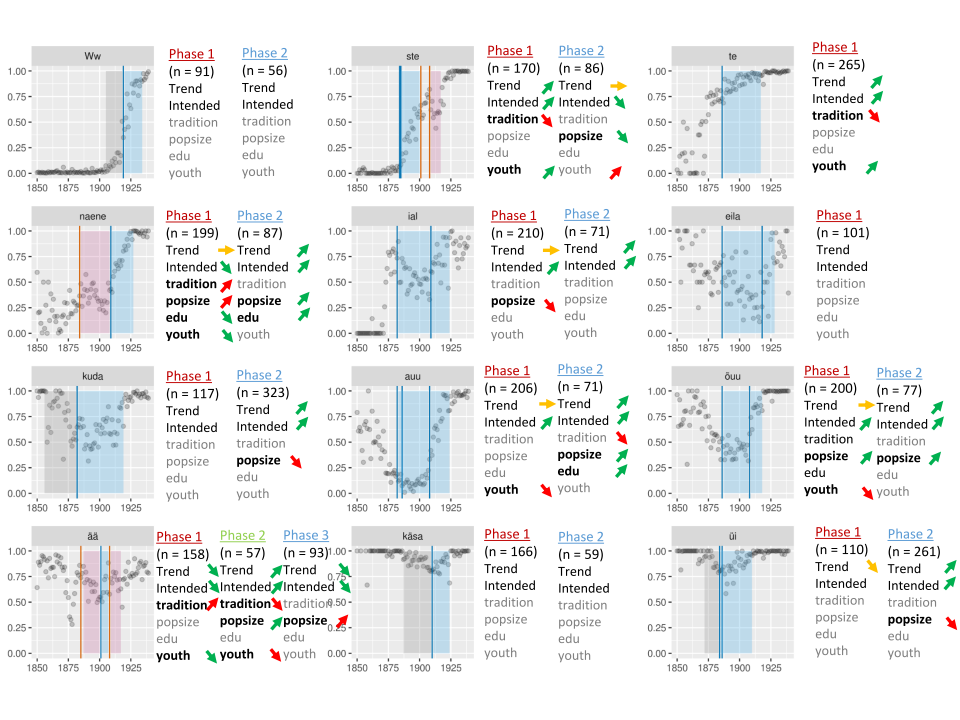 Ww
1.00
0.75
0.50
0.25
0.00
1850 1875 1900 1925
Phase 1 Phase 2
(n = 91) (n = 56)
Trend Trend
Intended Intended
tradition tradition
popsize popsize
edu edu
youth youth
ste
1.00
0.75
0.50
0.25
0.00
1850 1875 1900 1925
Phase 1 Phase 2
(n = 170) (n = 86)
Trend Trend
Intended Intended
tradition tradition
popsize popsize
edu edu
youth youth
te
1.00
0.75
0.50
0.25
0.00
1850 1875 1900 1925
Phase 1
(n = 265)
Trend
Intended
tradition
popsize
edu
youth
naene
1.00
0.75
0.50
0.25
0.00
1850 1875 1900 1925
Phase 1 Phase 2
(n = 199) (n = 87)
Trend Trend
Intended Intended
tradition tradition
popsize popsize
edu edu
youth youth
ial
1.00
0.75
0.50
0.25
0.00
1850 1875 1900 1925
Phase 1 Phase 2
(n = 210) (n = 71)
Trend Trend
Intended Intended
tradition tradition
popsize popsize
edu edu
youth youth
eila
1.00
0.75
0.50
0.25
0.00
1850 1875 1900 1925
Phase 1
(n = 101)
Trend
Intended
tradition
popsize
edu
youth
kuda
1.00
0.75
0.50
0.25
0.00
1850 1875 1900 1925
Phase 1 Phase 2
(n = 117) (n = 323)
Trend Trend
Intended Intended
tradition tradition
popsize popsize
edu edu
youth youth
auu
1.00
0.75
0.50
0.25
0.00
1850 1875 1900 1925
Phase 1 Phase 2
(n = 206) (n = 71)
Trend Trend
Intended Intended
tradition tradition
popsize popsize
edu edu
youth youth
õuu
1.00
0.75
0.50
0.25
0.00
1850 1875 1900 1925
Phase 1 Phase 2
(n = 200) (n = 77)
Trend Trend
Intended Intended
tradition tradition
popsize popsize
edu edu
youth youth
ää
1.00
0.75
0.50
0.25
0.00
1850 1875 1900 1925
Phase 1 Phase 2 Phase 3
(n = 158) (n = 57) (n = 93)
Trend Trend Trend
Intended Intended Intended
tradition tradition tradition
popsize popsize popsize
edu edu edu
youth youth youth
käsa
1.00
0.75
0.50
0.25
0.00
1850 1875 1900 1925
Phase 1 Phase 2
(n = 166) (n = 59)
Trend Trend
Intended Intended
tradition tradition
popsize popsize
edu edu
youth youth
üi
1.00
0.75
0.50
0.25
0.00
1850 1875 1900 1925
Phase 1 Phase 2
(n = 110) (n = 261)
Trend Trend
Intended Intended
tradition tradition
popsize popsize
edu edu
youth youth